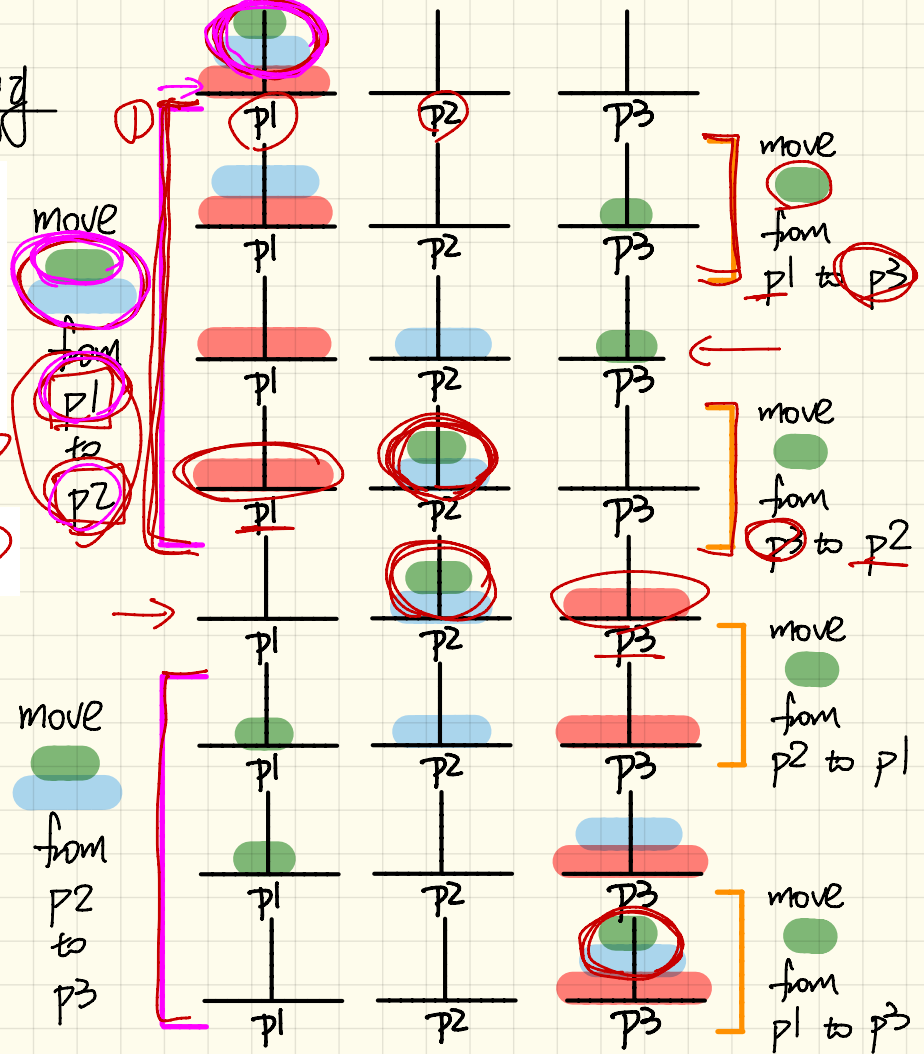 p1 p2 p3
①
move
from
p1 to p3
p1 p2 p3
move
from
p1
to
p2
p1 p2 p3
move
from
p3 to p2
p1 p2 p3
p1 p2 p3
move
from
p2 to p1
p1 p2 p3
move
from
p2
to
p3
p1 p2 p3
move
from
p1 to p3
p1 p2 p3